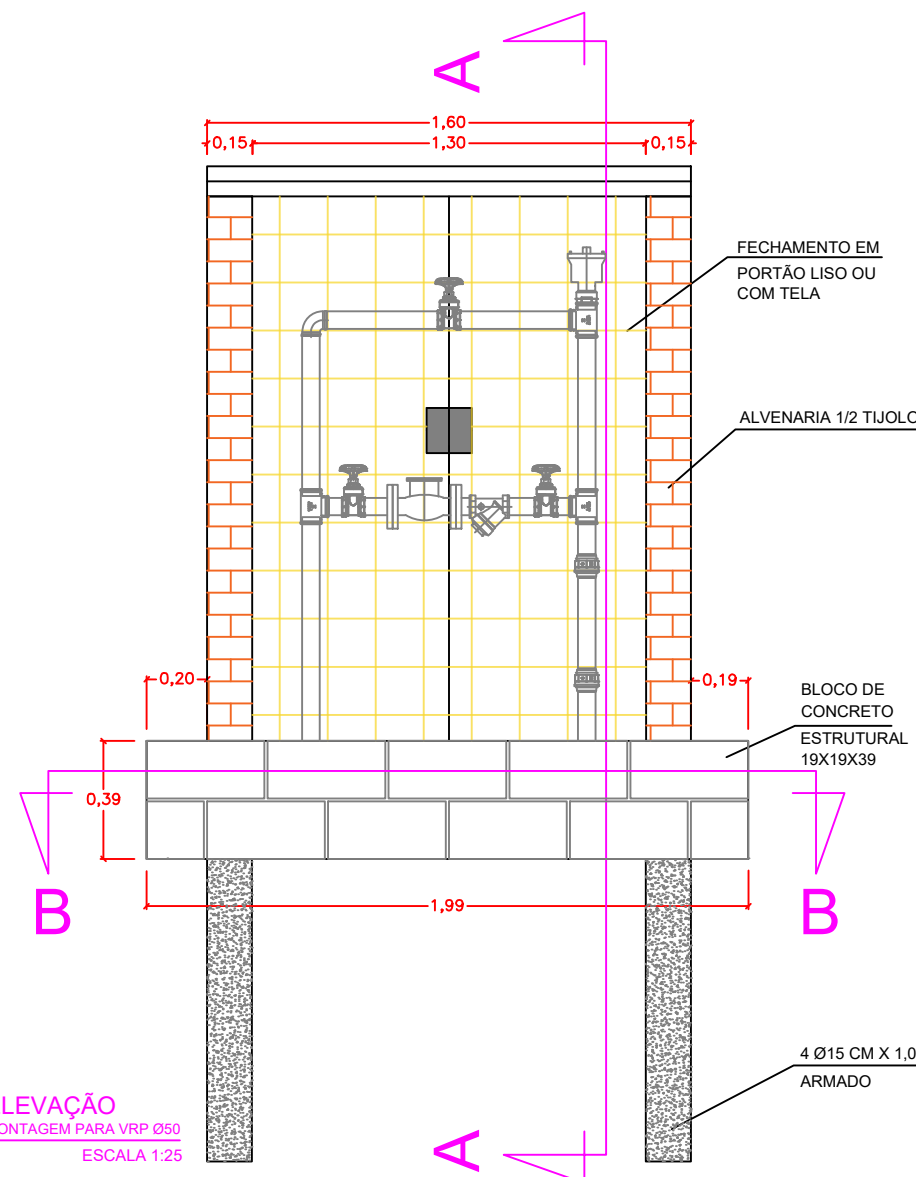 A
1,60
0,15
1,30
0,15
FECHAMENTO EM
PORTÃO LISO OU
COM TELA
ALVENARIA 1/2 TIJOLO
0,20
0,19
BLOCO DE
CONCRETO
ESTRUTURAL
19X19X39
0,39
B
B
1,99
4 Ø15 CM X 1,0
ARMADO
LEVAÇÃO
ONTAGEM PARA VRP Ø50
ESCALA 1:25
A